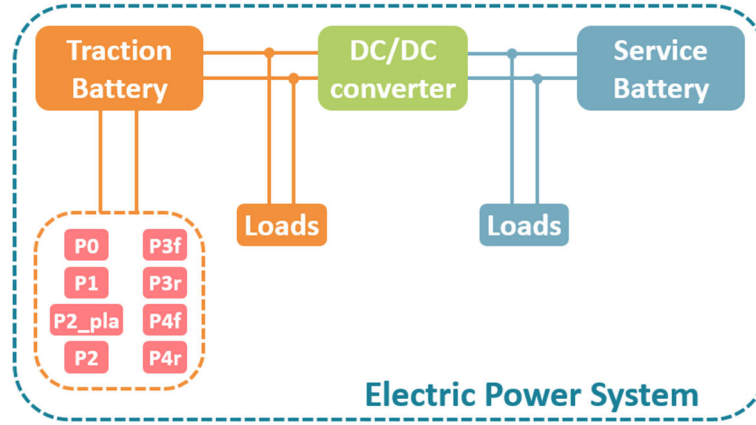 Traction
Battery
DC/DC
converter
Service
Battery
Loads
Loads
P0
P3f
P1
P3r
P2_pla
P4f
P2
P4r
Electric Power System